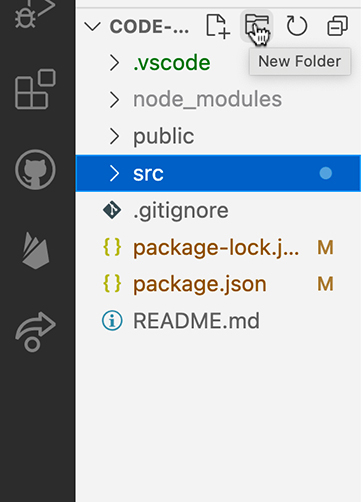 CODE-...
New Folder
.vscode
node_modules
public
src
.gitignore
{} package-lock.j... M
{} package.json M
README.md